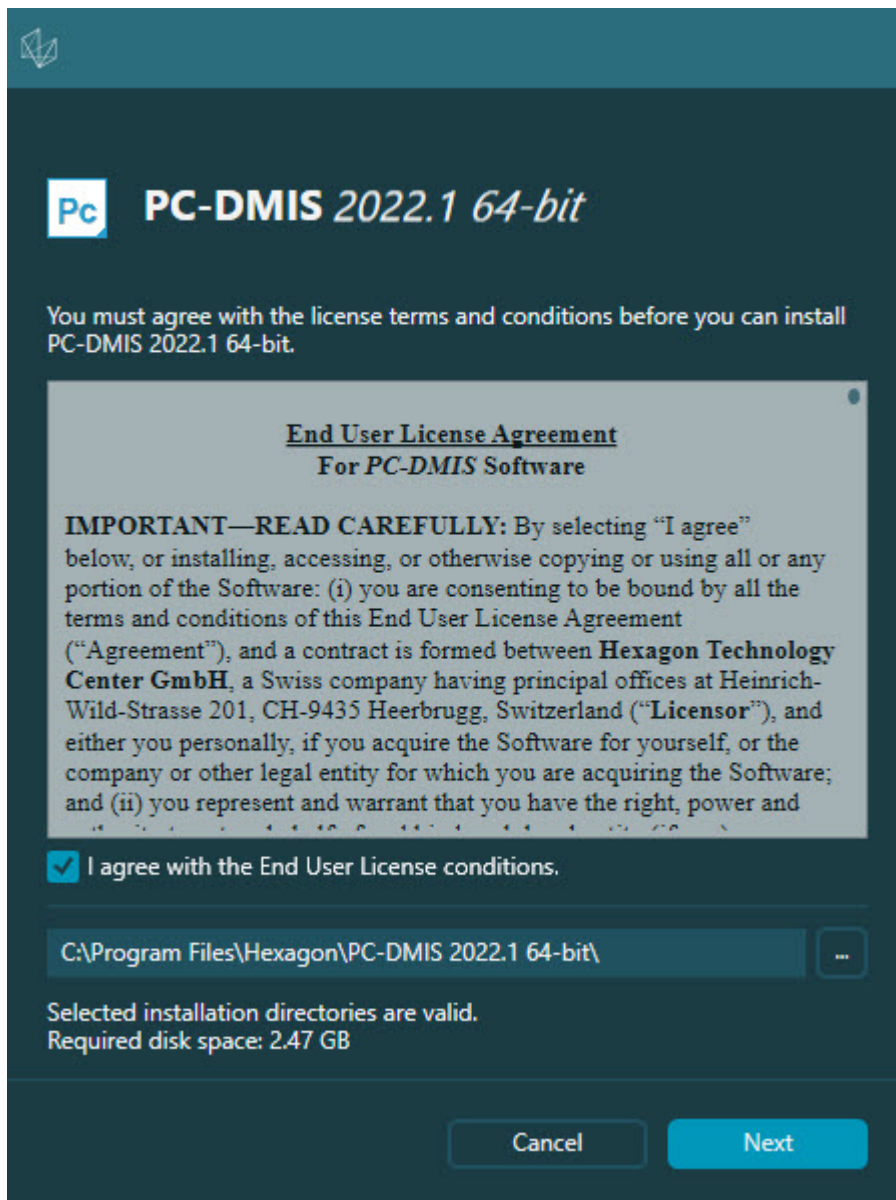 Pc PC-DMIS 2022.1 64-bit
You must agree with the license terms and conditions before you can install
PC-DMIS 2022.1 64-bit.
End User License Agreement
For PC-DMIS Software
IMPORTANT—READ CAREFULLY: By selecting “I agree”
below, or installing, accessing, or otherwise copying or using all or any
portion of the Software: (i) you are consenting to be bound by all the
terms and conditions of this End User License Agreement
(“Agreement”), and a contract is formed between Hexagon Technology
Center GmbH, a Swiss company having principal offices at Heinrich-
Wild-Strasse 201, CH-9435 Heerbrugg, Switzerland (“Licensor”), and
either you personally, if you acquire the Software for yourself, or the
company or other legal entity for which you are acquiring the Software;
and (ii) you represent and warrant that you have the right, power and
I agree with the End User License conditions.
C:\Program Files\Hexagon\PC-DMIS 2022.1 64-bit\ ...
Selected installation directories are valid.
Required disk space: 2.47 GB
Cancel Next